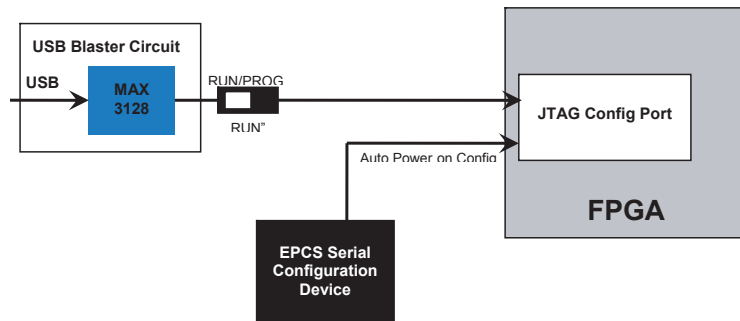 USB Blaster Circuit
USB
MAX
3128
RUN/PROG
RUN"
JTAG Config Port
Auto Power on Config
FPGA
EPCS Serial
Configuration
Device